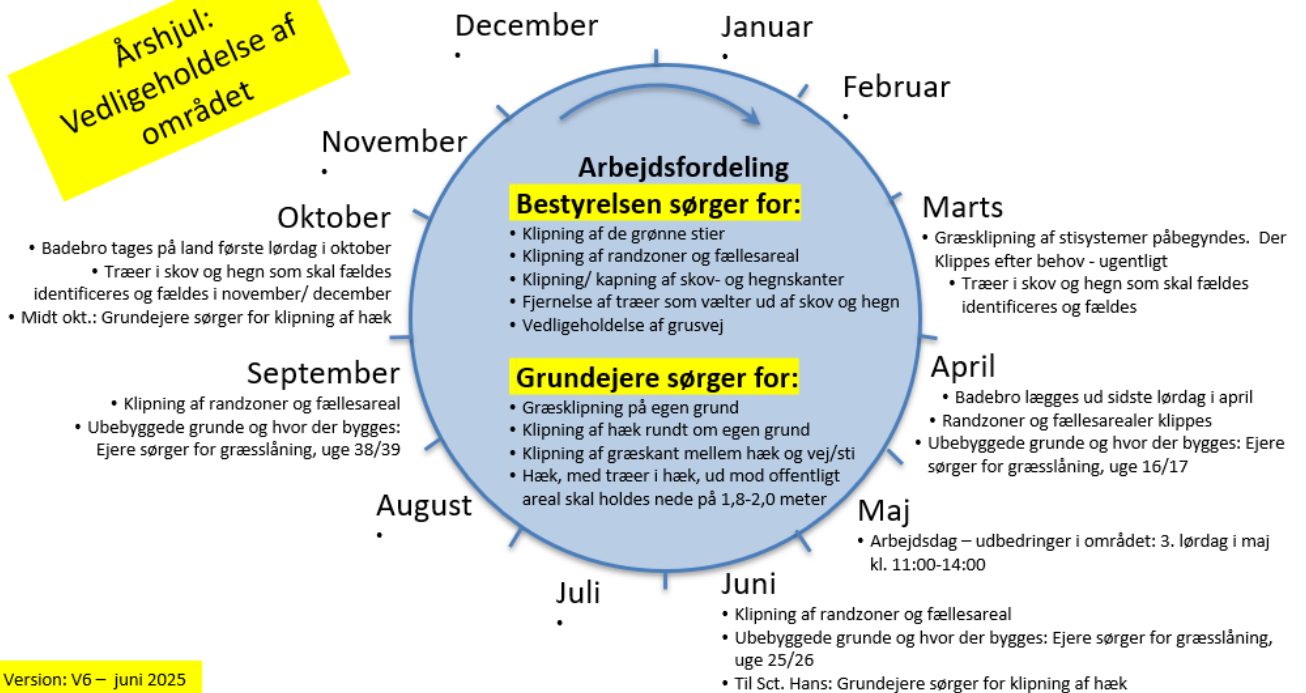 Årshjul:
Vedligeholdelse af
området
December
•
Januar
•
Februar
•
Marts
• Græsklipning af stisystemer påbegyndes. Der
Klippes efter behov - ugentligt
• Træer i skov og hegn som skal fældes
identificeres og fældes
April
• Badebro lægges ud sidste lørdag i april
• Randzoner og fællesarealer klippes
• Ubebyggede grunde og hvor der bygges: Ejere
sørger for græsslåning, uge 16/17
Maj
• Arbejdsdag – udbedringer i området: 3. lørdag i maj
kl. 11:00-14:00
Juni
• Klipning af randzoner og fællesareal
• Ubebyggede grunde og hvor der bygges: Ejere sørger for græsslåning,
uge 25/26
• Til Sct. Hans: Grundejere sørger for klipning af hæk
Juli
•
August
•
September
• Klipning af randzoner og fællesareal
• Ubebyggede grunde og hvor der bygges:
Ejere sørger for græsslåning, uge 38/39
Oktober
• Badebro tages på land første lørdag i oktober
• Træer i skov og hegn som skal fældes
identificeres og fældes i november/ december
• Midt okt.: Grundejere sørger for klipning af hæk
November
•
Arbejdsfordeling
Bestyrelsen sørger for:
• Klipning af de grønne stier
• Klipning af randzoner og fællesareal
• Klipning/ kapning af skov- og hegnskanter
• Fjernelse af træer som vælter ud af skov og hegn
• Vedligeholdelse af grusvej
Grundejere sørger for:
• Græsklipning på egen grund
• Klipning af hæk rundt om egen grund
• Klipning af græskant mellem hæk og vej/sti
• Hæk, med træer i hæk, ud mod offentligt
areal skal holdes nede på 1,8-2,0 meter
Version: V6 – juni 2025